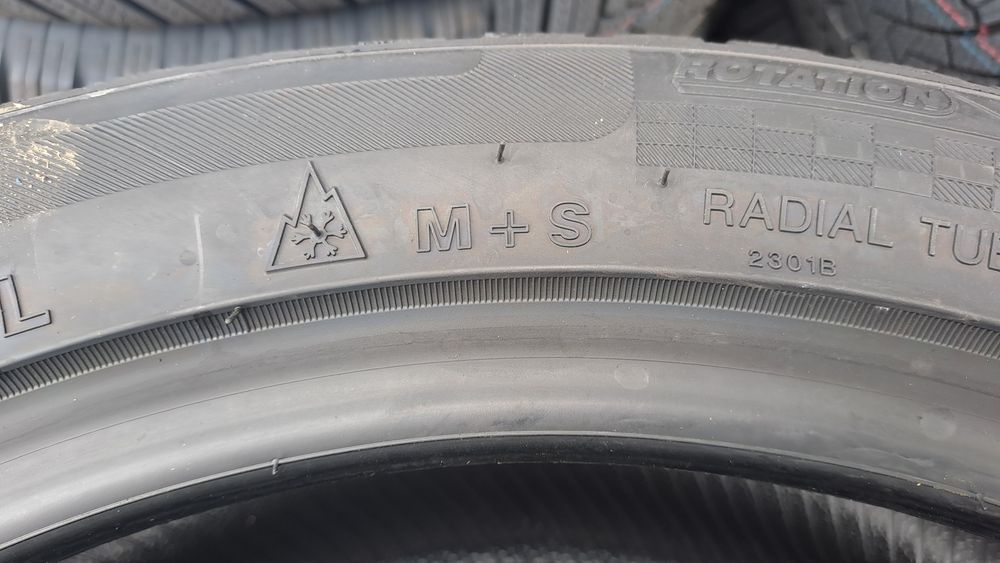 ROTATION
L
M + S
RADIAL TU
2301B